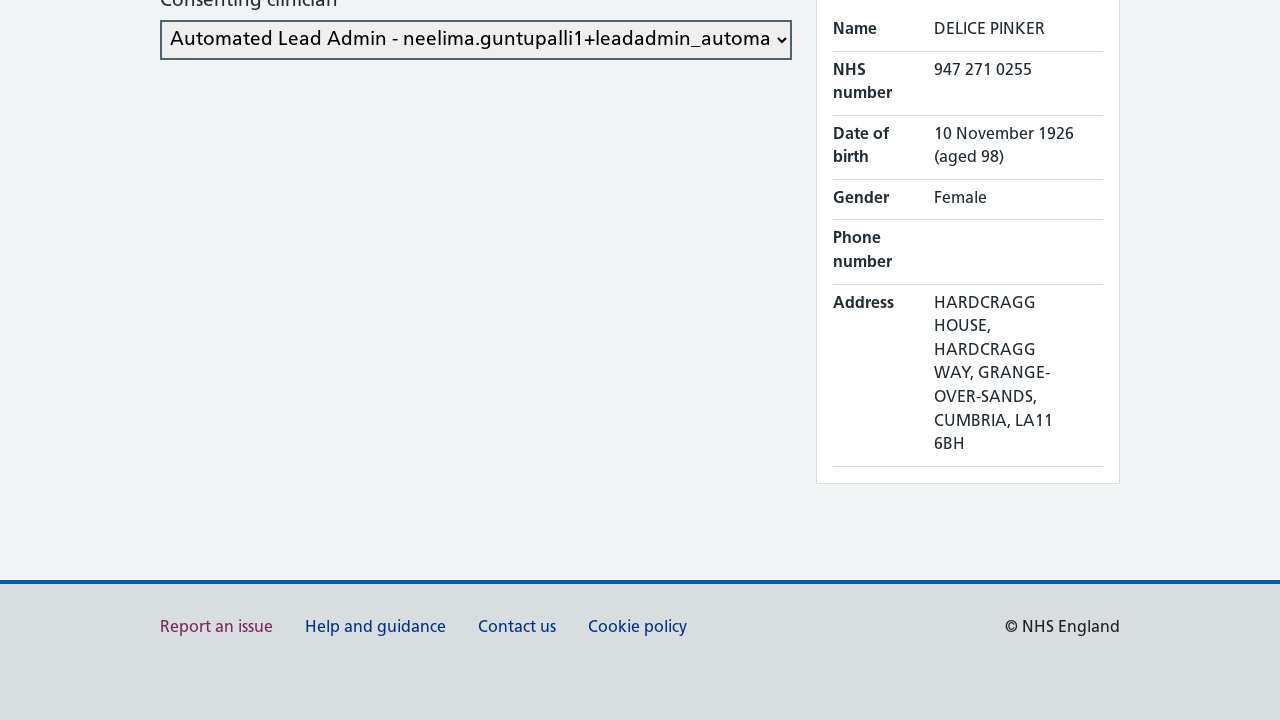 Consenting clinician
Automated Lead Admin - neelima.guntupalli1+leadadmin_automa
Name DELICE PINKER
NHS number 947 271 0255
Date of birth 10 November 1926 (aged 98)
Gender Female
Phone number
Address HARDCRAGG
HOUSE,
HARDCRAGG
WAY, GRANGE-
OVER-SANDS,
CUMBRIA, LA11
6BH
Report an issue Help and guidance Contact us Cookie policy © NHS England